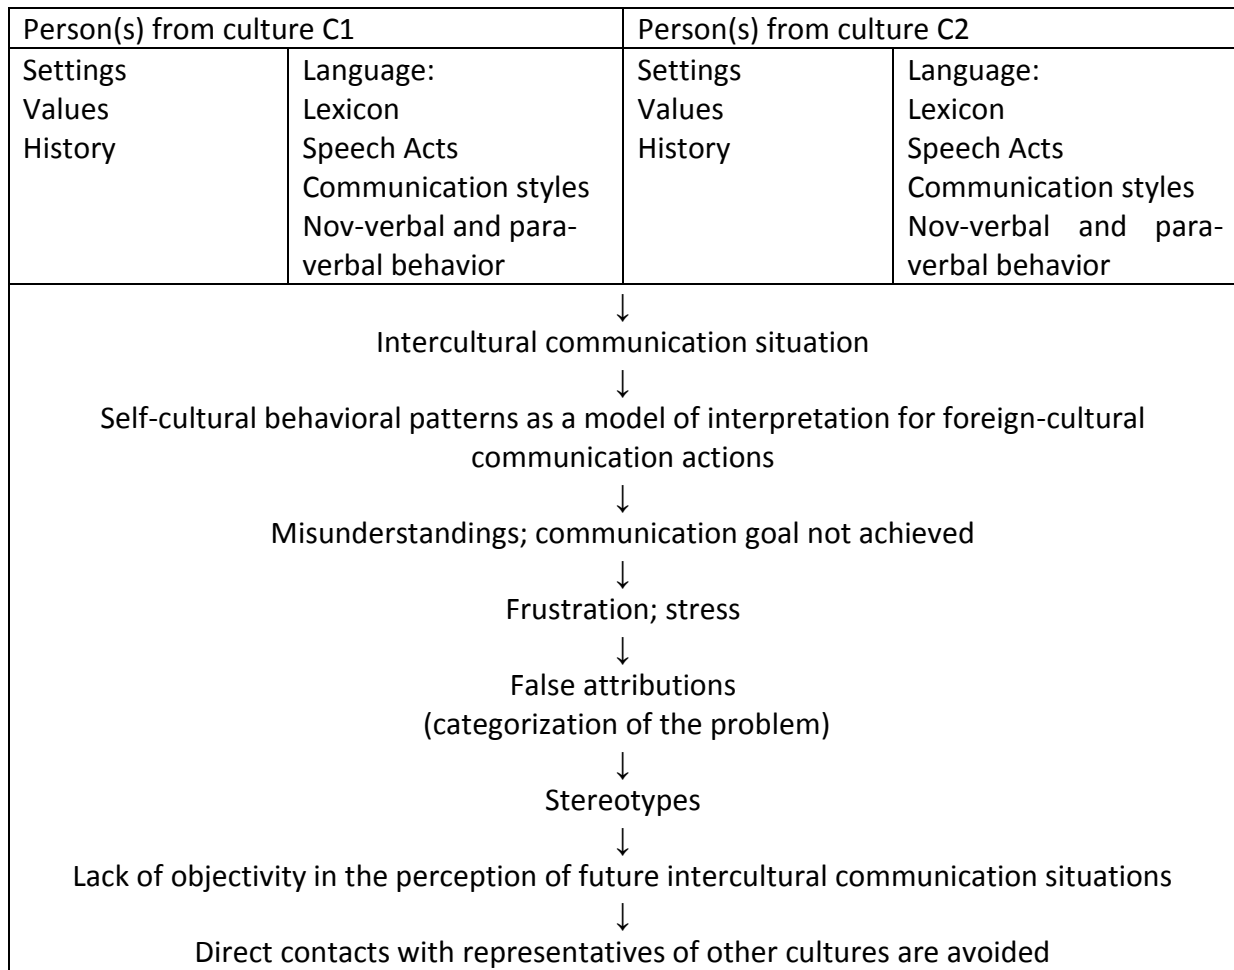 Person(s) from culture C1
Person(s) from culture C2
Settings
Values
History
Language:
Lexicon
Speech Acts
Communication styles
Nov-verbal and para-
verbal behavior
Settings
Values
History
Language:
Lexicon
Speech Acts
Communication styles
Nov-verbal and para-
verbal behavior
↓
Intercultural communication situation
↓
Self-cultural behavioral patterns as a model of interpretation for foreign-cultural
communication actions
↓
Misunderstandings; communication goal not achieved
↓
Frustration; stress
↓
False attributions
(categorization of the problem)
↓
Stereotypes
↓
Lack of objectivity in the perception of future intercultural communication situations
↓
Direct contacts with representatives of other cultures are avoided